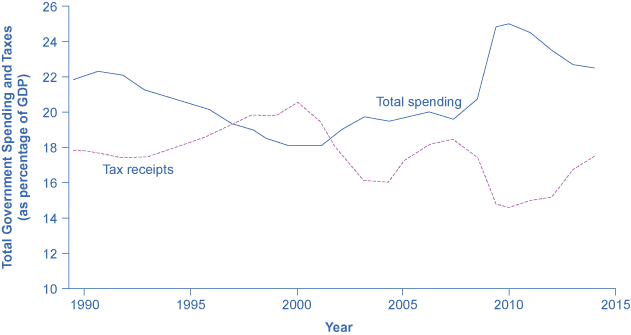 Total Government Spending and Taxes
(as percentage of GDP)
26
24
22
20
18
16
14
12
10
Total spending
Tax receipts
1990 1995 2000 2005 2010 2015
Year